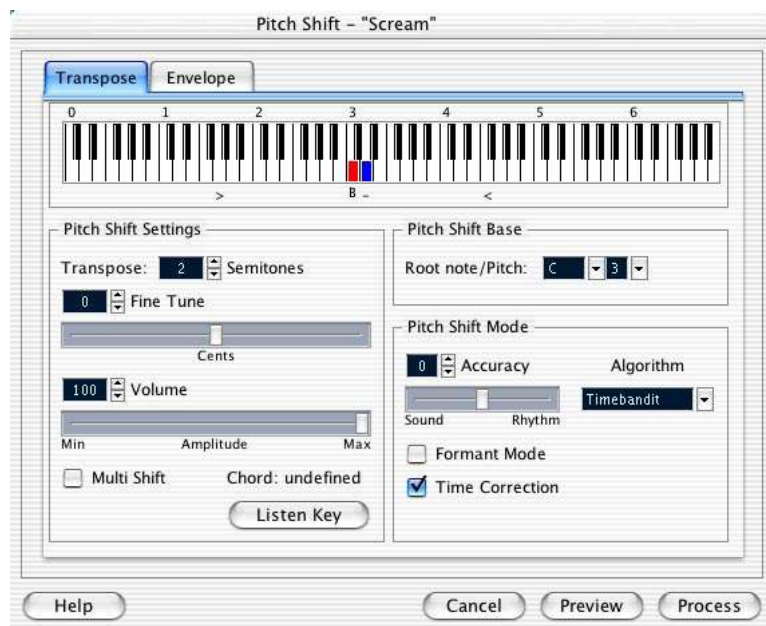 Pitch Shift – "Scream"
Transpose Envelope
0 1 2 3 4 5 6
> B – <
Pitch Shift Settings
Transpose: 2 Semitones
0 Fine Tune
Cents
100 Volume
Min Amplitude Max
Multi Shift Chord: undefined
Listen Key
Pitch Shift Base
Root note/Pitch: C 3
Pitch Shift Mode
0 Accuracy Algorithm
Timebandit
Sound Rhythm
Formant Mode
Time Correction
Help Cancel Preview Process